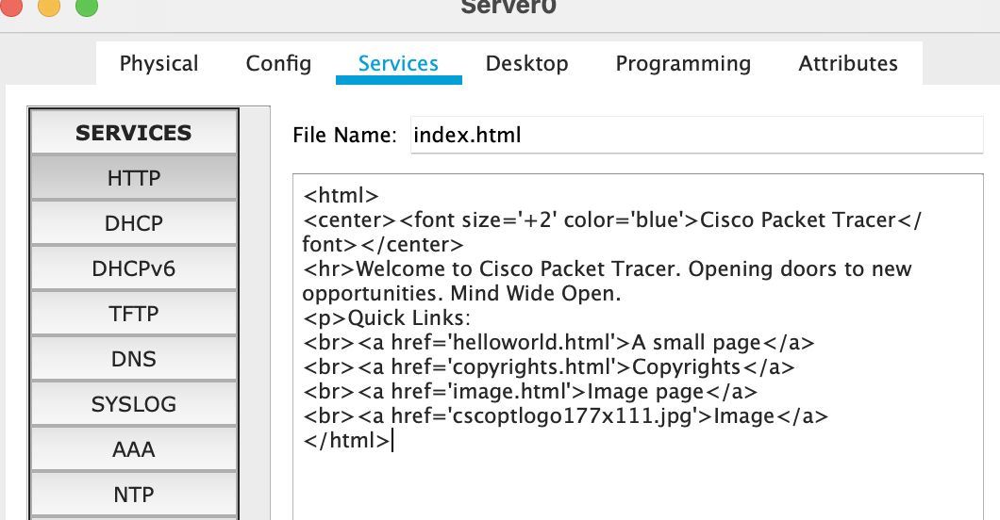 Server0
Physical Config Services Desktop Programming Attributes
SERVICES
HTTP
DHCP
DHCPv6
TFTP
DNS
SYSLOG
AAA
NTP
File Name: index.html
<html>
<center><font size='+2' color='blue'>Cisco Packet Tracer</
font></center>
<hr>Welcome to Cisco Packet Tracer. Opening doors to new
opportunities. Mind Wide Open.
<p>Quick Links:
<br><a href='helloworld.html'>A small page</a>
<br><a href='copyrights.html'>Copyrights</a>
<br><a href='image.html'>Image page</a>
<br><a href='cscoptlogo177x111.jpg'>Image</a>
</html>